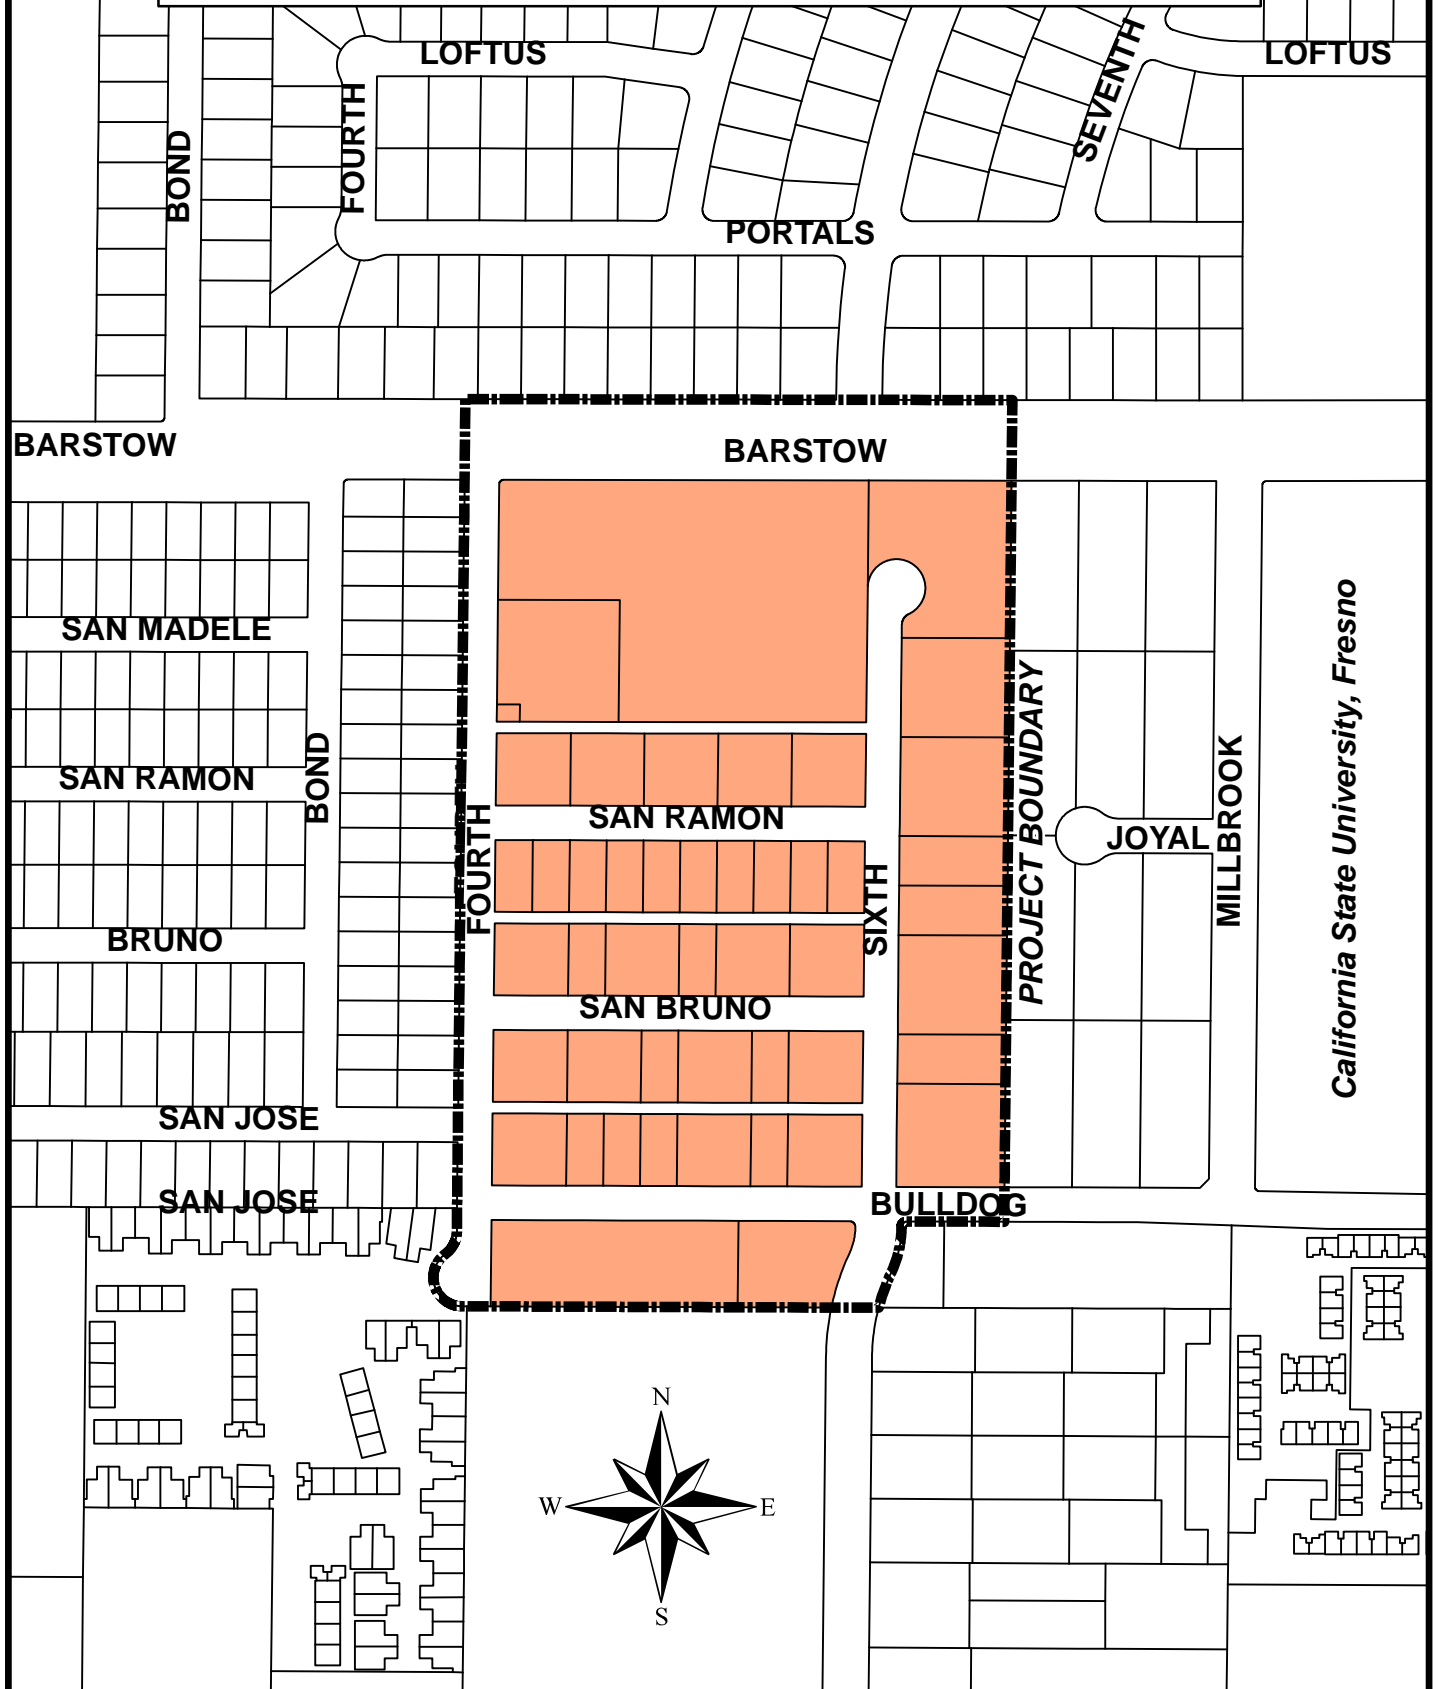 LOFTUS
LOFTUS
SEVENTH
FOURTH
BOND
PORTALS
BARSTOW
BARSTOW
SAN MADELE
California State University, Fresno
PROJECT BOUNDARY
SAN RAMON
BOND
MILLBROOK
SAN RAMON
JOYAL
FOURTH
SIXTH
BRUNO
SAN BRUNO
SAN JOSE
SAN JOSE
BULLDOG
N
W
E
S